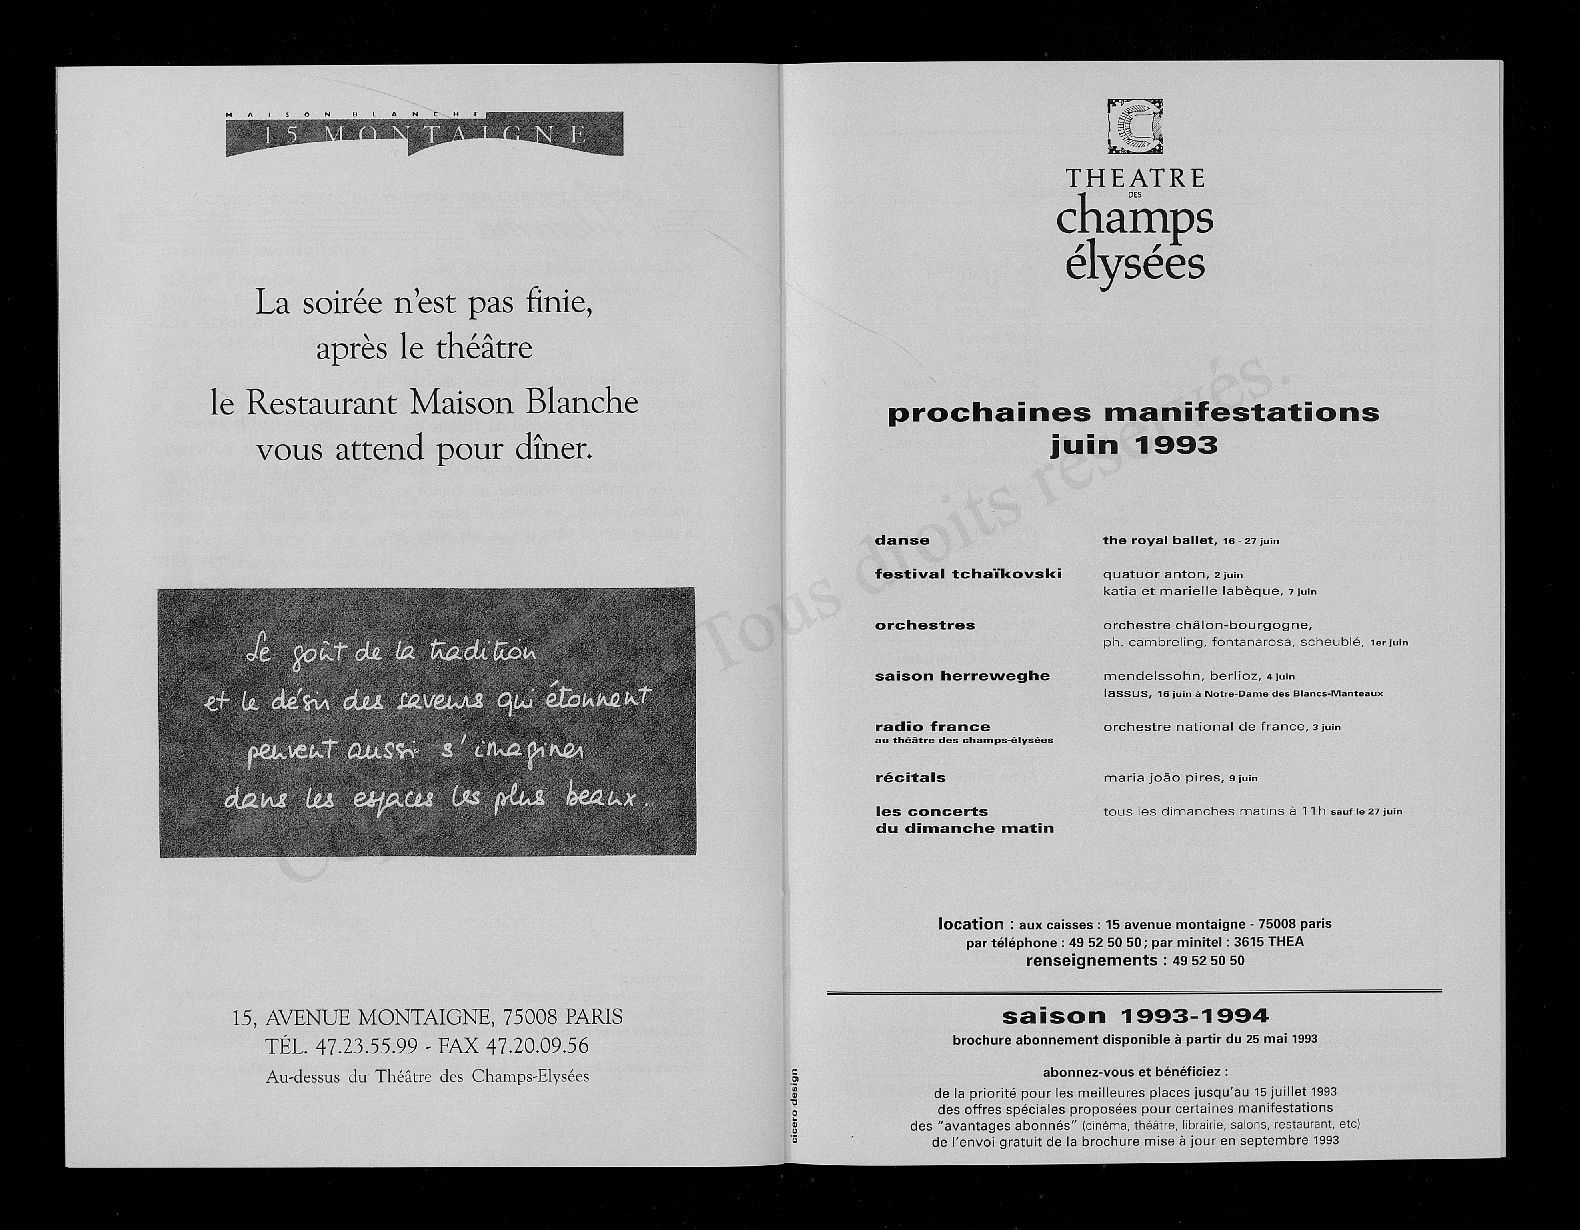 MAISON BLANCHE
15 MONTAIGNE
La soirée n'est pas finie,
après le théâtre
le Restaurant Maison Blanche
vous attend pour dîner.
Le goût de la tradition
et le désir des saveurs qui étonnent
peuvent aussi s'imaginer
dans les espaces les plus beaux.
15, AVENUE MONTAIGNE, 75008 PARIS
TÉL. 47.23.55.99 - FAX 47.20.09.56
Au-dessus du Théâtre des Champs-Elysées
THEATRE
DES
champs
élysées
prochaines manifestations
juin 1993
danse the royal ballet, 16 - 27 juin
festival tchaïkovski quatuor anton, 2 juin
katia et marielle labèque, 7 juin
orchestres orchestre châlon-bourgogne,
ph. cambreling, fontanarosa, scheublé, 1er juin
saison herreweghe mendelssohn, berlioz, 4 juin
lassus, 16 juin à Notre-Dame des Blancs-Manteaux
radio france orchestre national de france, 3 juin
au théâtre des champs-élysées
récitals maria joão pires, 9 juin
les concerts tous les dimanches matins à 11h sauf le 27 juin
du dimanche matin
location : aux caisses : 15 avenue montaigne - 75008 paris
par téléphone : 49 52 50 50 ; par minitel : 3615 THEA
renseignements : 49 52 50 50
saison 1993-1994
brochure abonnement disponible à partir du 25 mai 1993
abonnez-vous et bénéficiez :
de la priorité pour les meilleures places jusqu'au 15 juillet 1993
des offres spéciales proposées pour certaines manifestations
des "avantages abonnés" (cinéma, théâtre, librairie, salons, restaurant, etc)
de l'envoi gratuit de la brochure mise à jour en septembre 1993
cicero design
Tous droits réservés.